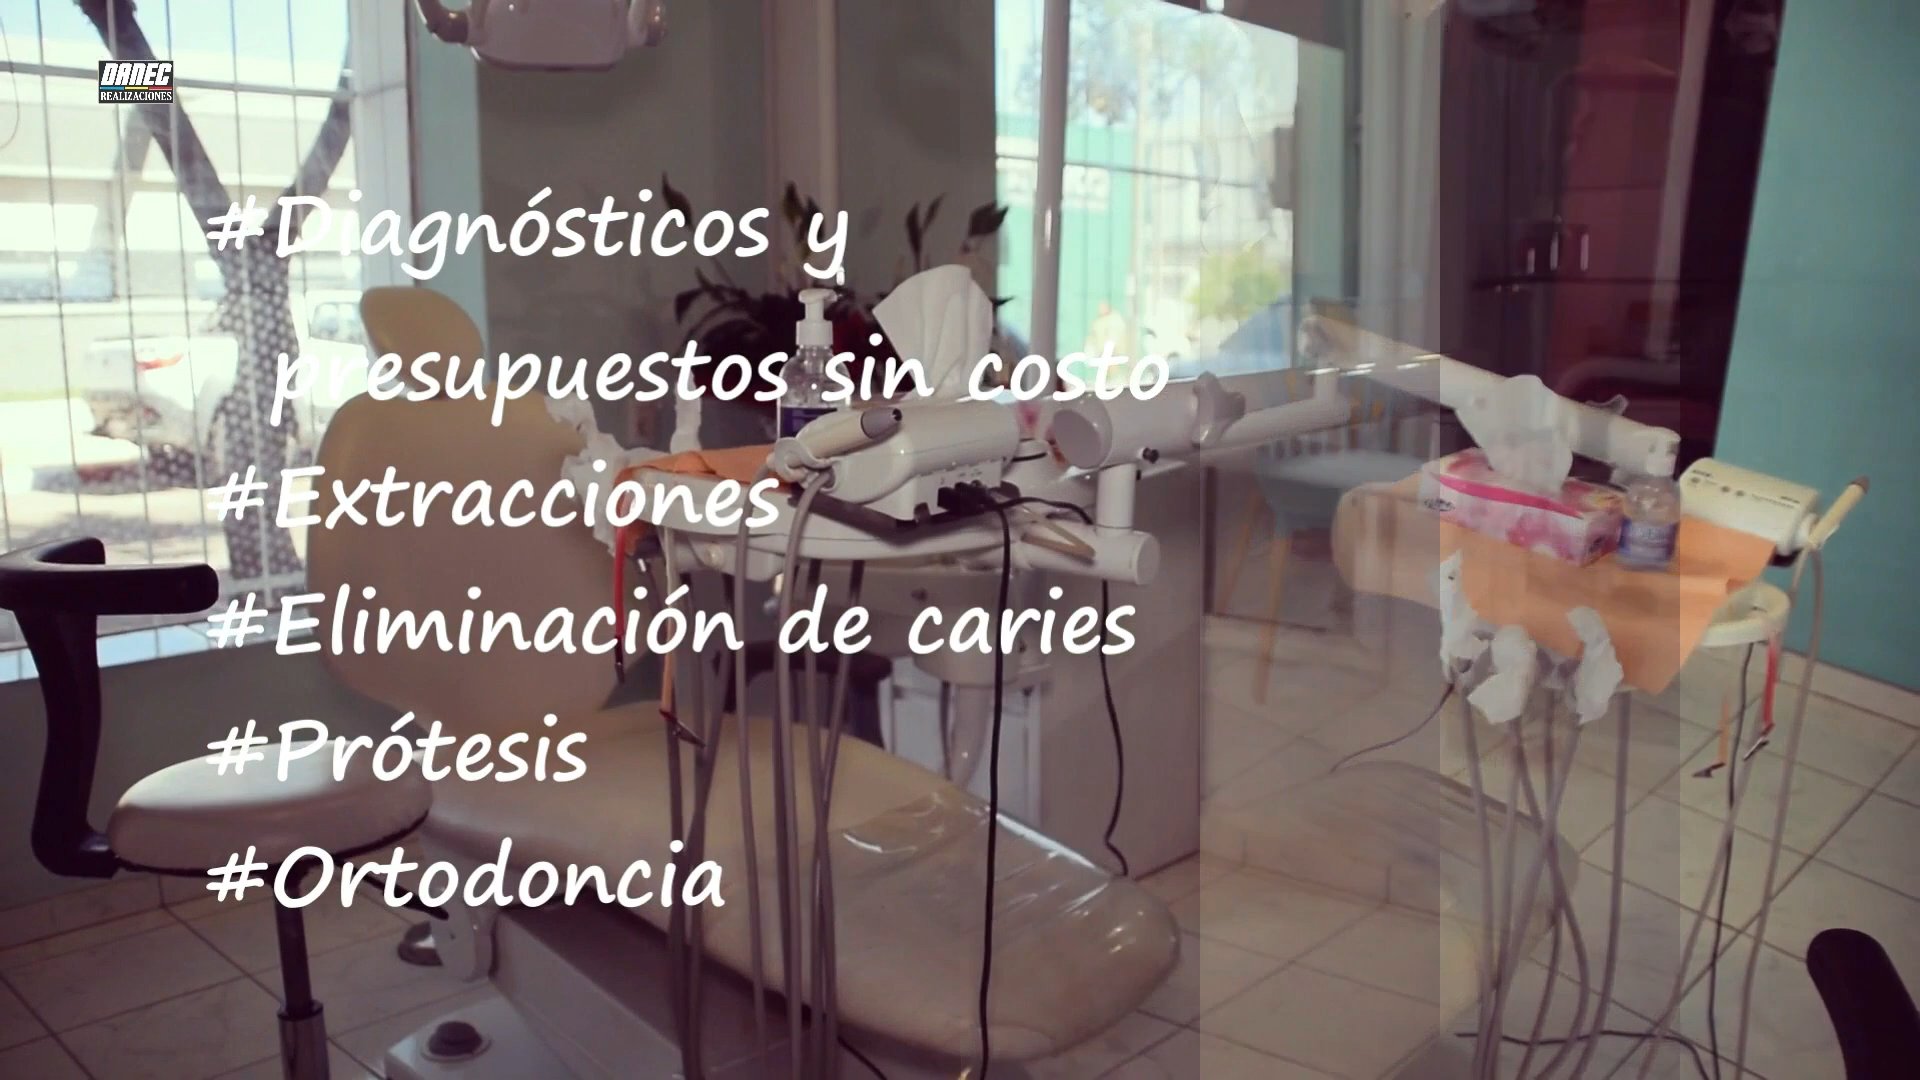 DANEC
REALIZACIONES
#Diagnósticos y
presupuestos sin costo
#Extracciones
#Eliminación de caries
#Prótesis
#Ortodoncia